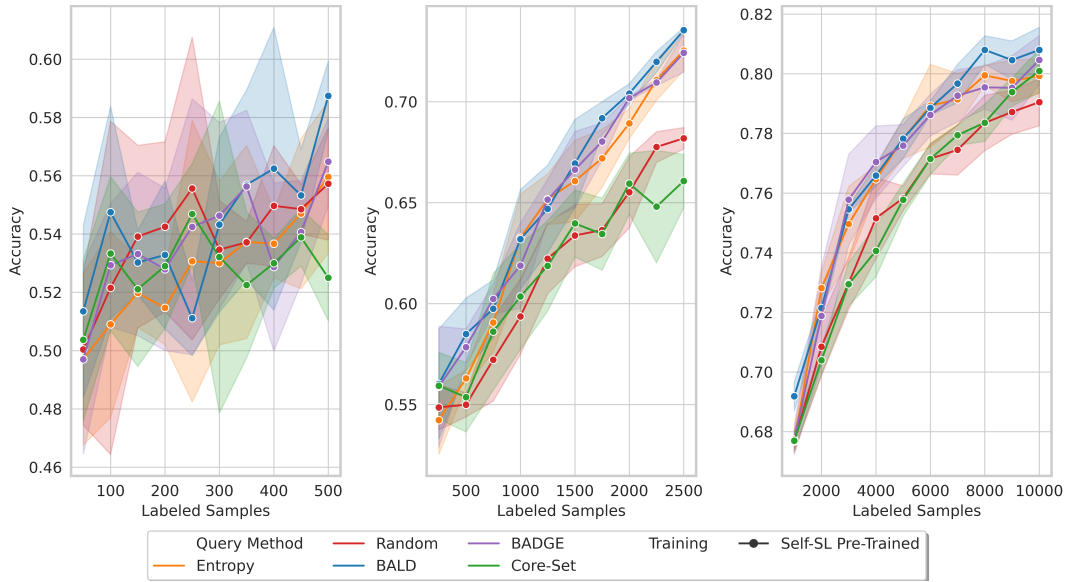 0.60
0.58
0.56
0.54
0.52
0.50
0.48
0.46
Accuracy
100 200 300 400 500
Labeled Samples
0.70
0.65
0.60
0.55
Accuracy
500 1000 1500 2000 2500
Labeled Samples
0.82
0.80
0.78
0.76
0.74
0.72
0.70
0.68
Accuracy
2000 4000 6000 8000 10000
Labeled Samples
Query Method Random BADGE Training Self-SL Pre-Trained
Entropy BALD Core-Set